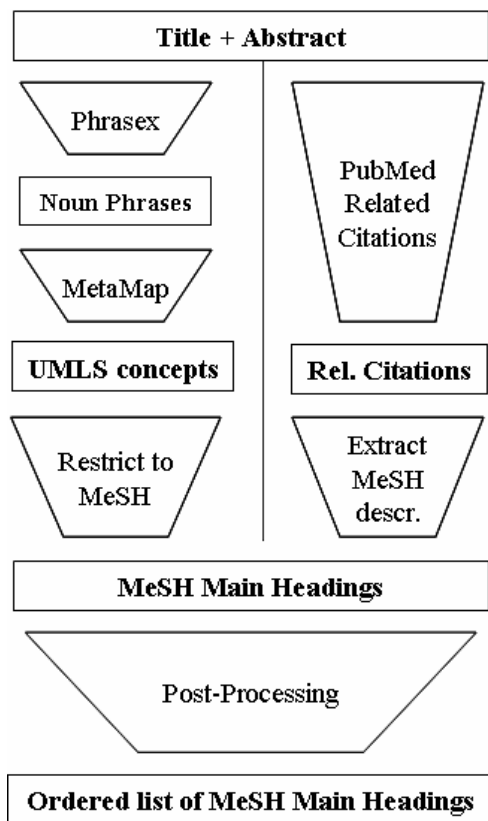 Title + Abstract
Phrasex
Noun Phrases
MetaMap
UMLS concepts
Restrict to
MeSH
PubMed
Related
Citations
Rel. Citations
Extract
MeSH
descr.
MeSH Main Headings
Post-Processing
Ordered list of MeSH Main Headings